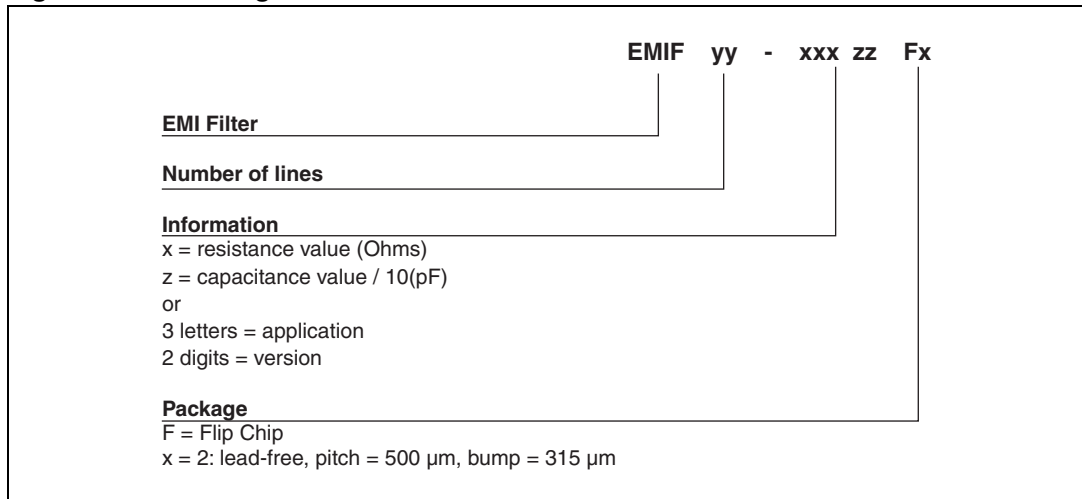 EMIF yy - xxx zz Fx
EMI Filter
Number of lines
Information
x = resistance value (Ohms)
z = capacitance value / 10(pF)
or
3 letters = application
2 digits = version
Package
F = Flip Chip
x = 2: lead-free, pitch = 500 µm, bump = 315 µm